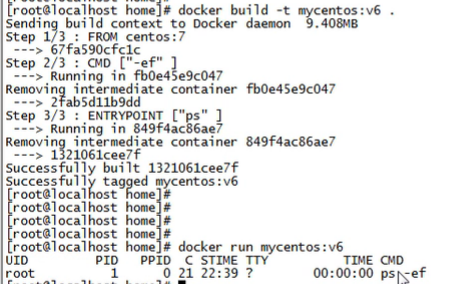 [root@localhost home]# docker build -t mycentos:v6 .
Sending build context to Docker daemon  9.408MB
Step 1/3 : FROM centos:7
 ---> 67fa590cfc1c
Step 2/3 : CMD ["-ef" ]
 ---> Running in fb0e45e9c047
Removing intermediate container fb0e45e9c047
 ---> 2fab5d11b9dd
Step 3/3 : ENTRYPOINT ["ps" ]
 ---> Running in 849f4ac86ae7
Removing intermediate container 849f4ac86ae7
 ---> 1321061cee7f
Successfully built 1321061cee7f
Successfully tagged mycentos:v6
[root@localhost home]#
[root@localhost home]#
[root@localhost home]#
[root@localhost home]#
[root@localhost home]# docker run mycentos:v6
UID PID PPID C STIME TTY TIME CMD
root 1 0 21 22:39 ? 00:00:00 ps -ef